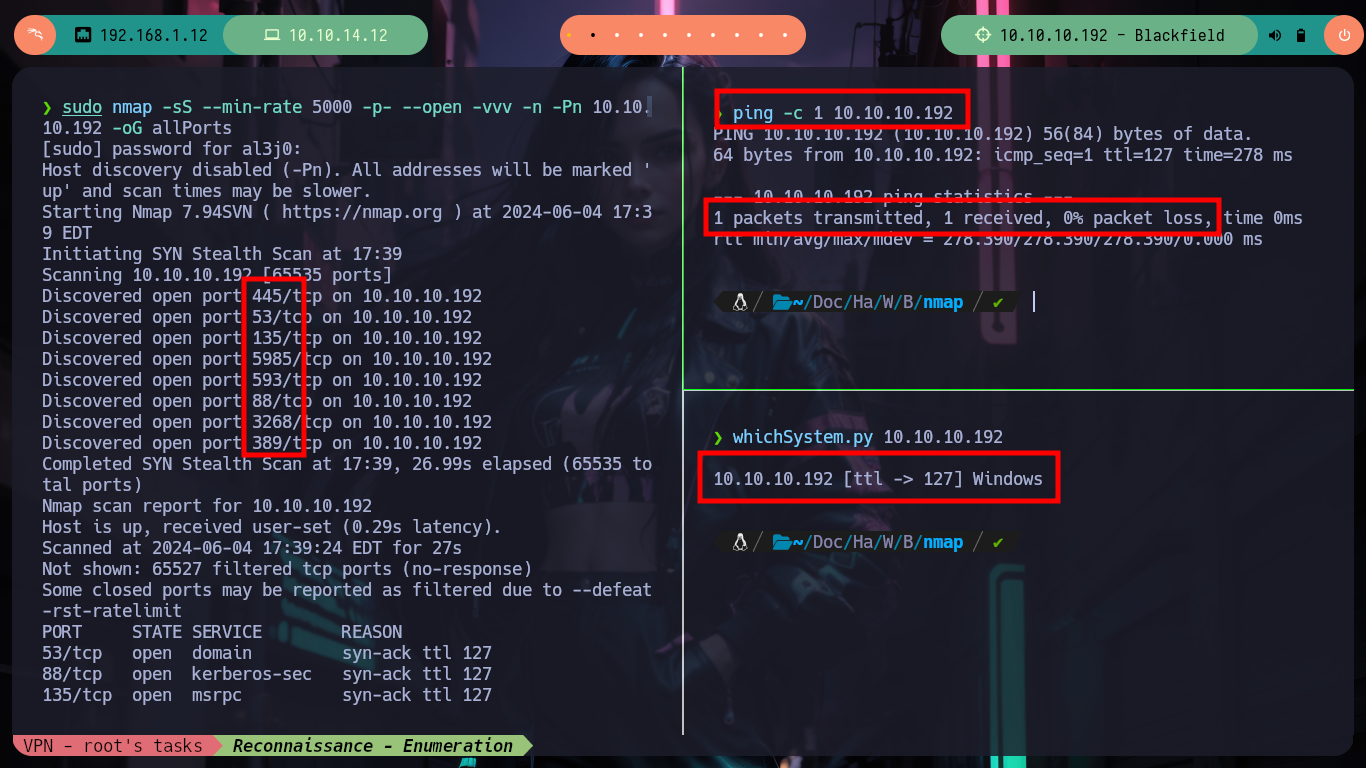 192.168.1.12
10.10.14.12
10.10.10.192 - Blackfield
❯ sudo nmap -sS --min-rate 5000 -p- --open -vvv -n -Pn 10.10.
10.192 -oG allPorts
[sudo] password for al3j0:
Host discovery disabled (-Pn). All addresses will be marked '
up' and scan times may be slower.
Starting Nmap 7.94SVN ( https://nmap.org ) at 2024-06-04 17:3
9 EDT
Initiating SYN Stealth Scan at 17:39
Scanning 10.10.10.192 [65535 ports]
Discovered open port 445/tcp on 10.10.10.192
Discovered open port 53/tcp on 10.10.10.192
Discovered open port 135/tcp on 10.10.10.192
Discovered open port 5985/tcp on 10.10.10.192
Discovered open port 593/tcp on 10.10.10.192
Discovered open port 88/tcp on 10.10.10.192
Discovered open port 3268/tcp on 10.10.10.192
Discovered open port 389/tcp on 10.10.10.192
Completed SYN Stealth Scan at 17:39, 26.99s elapsed (65535 to
tal ports)
Nmap scan report for 10.10.10.192
Host is up, received user-set (0.29s latency).
Scanned at 2024-06-04 17:39:24 EDT for 27s
Not shown: 65527 filtered tcp ports (no-response)
Some closed ports may be reported as filtered due to --defeat
-rst-ratelimit
PORT STATE SERVICE REASON
53/tcp open domain syn-ack ttl 127
88/tcp open kerberos-sec syn-ack ttl 127
135/tcp open msrpc syn-ack ttl 127
❯ ping -c 1 10.10.10.192
PING 10.10.10.192 (10.10.10.192) 56(84) bytes of data.
64 bytes from 10.10.10.192: icmp_seq=1 ttl=127 time=278 ms
--- 10.10.10.192 ping statistics ---
1 packets transmitted, 1 received, 0% packet loss, time 0ms
rtt min/avg/max/mdev = 278.390/278.390/278.390/0.000 ms
/ ~/Doc/Ha/W/B/nmap / ✔
❯ whichSystem.py 10.10.10.192
10.10.10.192 [ttl -> 127] Windows
/ ~/Doc/Ha/W/B/nmap / ✔
VPN - root's tasks
Reconnaissance - Enumeration